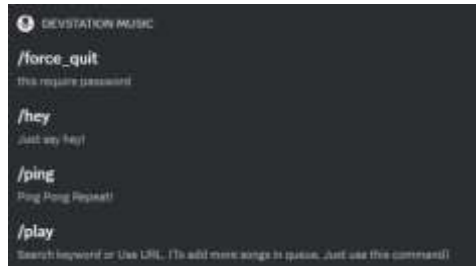 DEVSTATION MUSIC
/force_quit
this require password
/hey
Just say hey!
/ping
Ping Pong Repeat!
/play
Search keyword or Use URL. (To add more songs in queue. Just use this command)